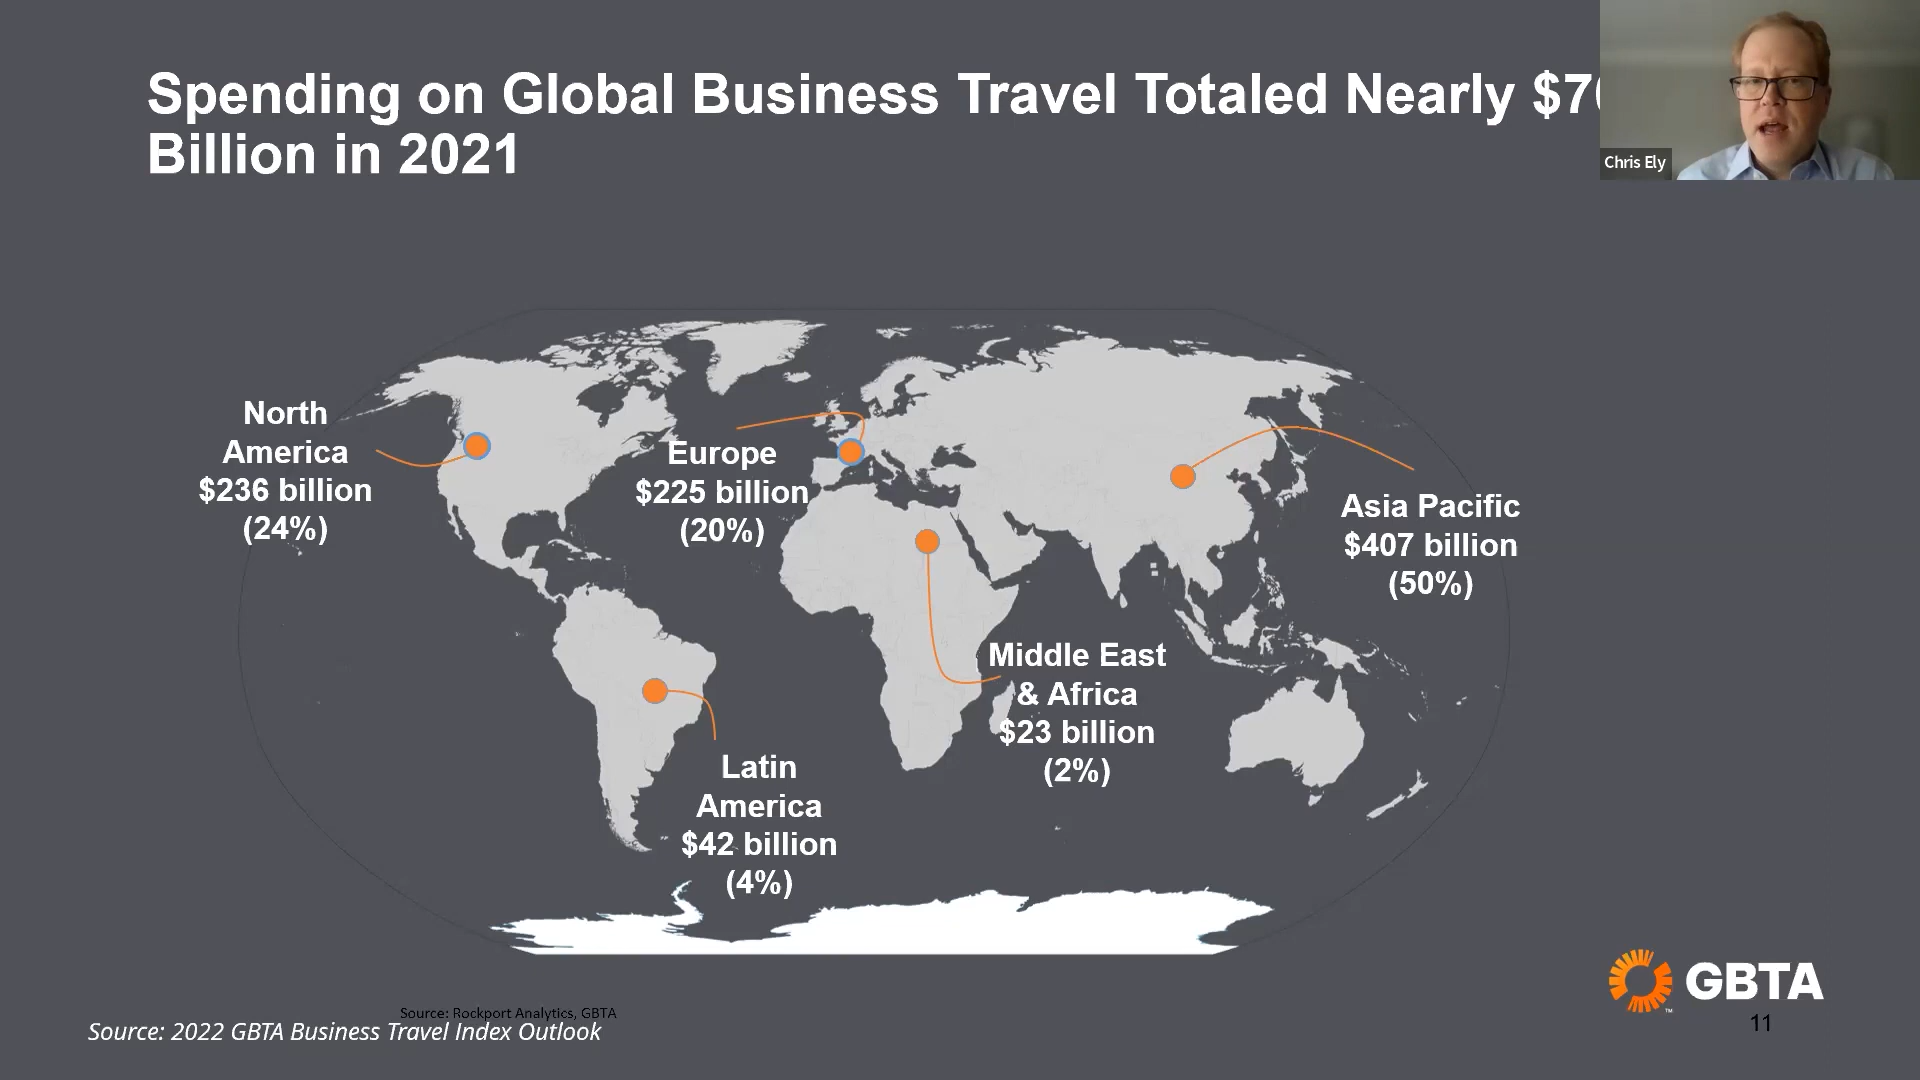 Spending on Global Business Travel Totaled Nearly
Billion in 2021
Chris Ely
North
America
$236 billion
(24%)
Europe
$225 billion
(20%)
Asia Pacific
$407 billion
(50%)
Middle East
& Africa
$23 billion
(2%)
Latin
America
$42 billion
(4%)
GBTA
TM
11
Source: Rockport Analytics, GBTA
Source: 2022 GBTA Business Travel Index Outlook